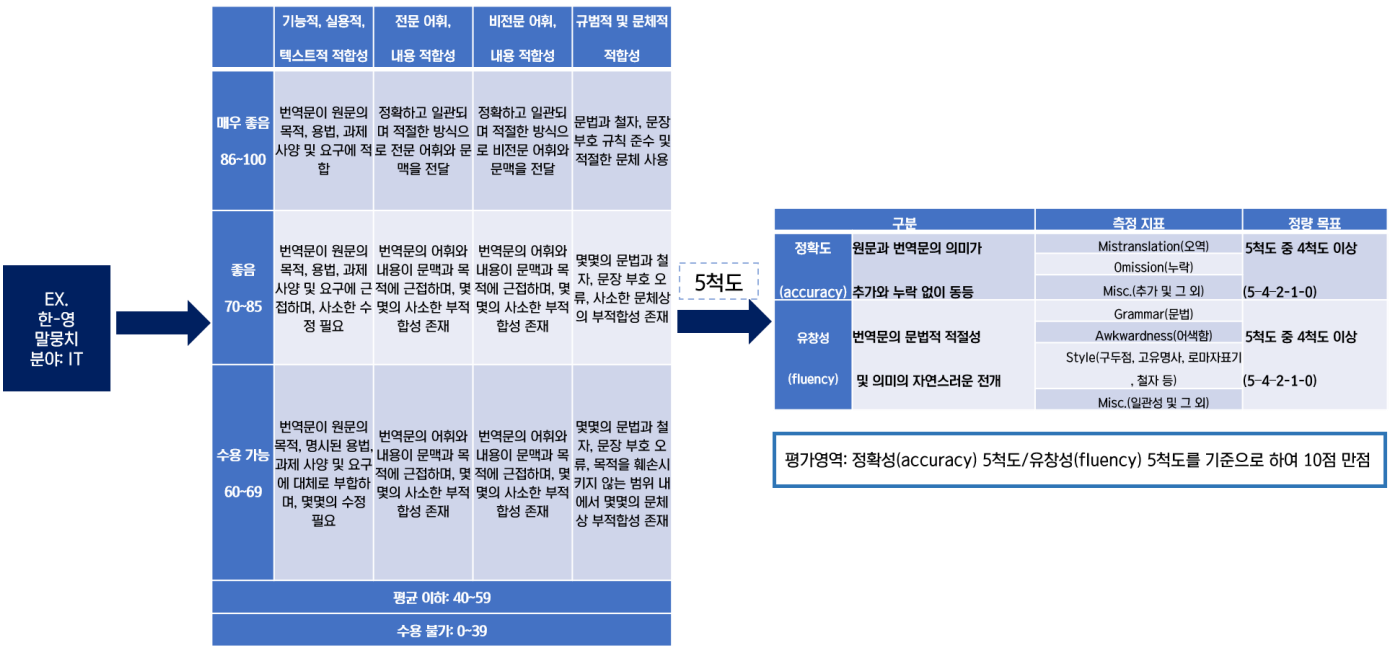 EX.
한-영
말뭉치
분야: IT
기능적, 실용적,
텍스트적 적합성
전문 어휘,
내용 적합성
비전문 어휘,
내용 적합성
규범적 및 문체적
적합성
매우 좋음
86~100
번역문이 원문의
목적, 용법, 과제
사양 및 요구에 적
합
정확하고 일관되
며 적절한 방식으
로 전문 어휘와 문
맥을 전달
정확하고 일관되
며 적절한 방식으
로 비전문 어휘와
문맥을 전달
문법과 철자, 문장
부호 규칙 준수 및
적절한 문체 사용
좋음
70~85
번역문이 원문의
목적, 용법, 과제
사양 및 요구에 근
접하며, 사소한 수
정 필요
번역문의 어휘와
내용이 문맥과 목
적에 근접하며, 몇
몇의 사소한 부적
합성 존재
번역문의 어휘와
내용이 문맥과 목
적에 근접하며, 몇
몇의 사소한 부적
합성 존재
몇몇의 문법과 철
자, 문장 부호 오
류, 사소한 문체상
의 부적합성 존재
수용 가능
60~69
번역문이 원문의
목적, 명시된 용법,
과제 사양 및 요구
에 대체로 부합하
며, 몇몇의 수정
필요
번역문의 어휘와
내용이 문맥과 목
적에 근접하며, 몇
몇의 사소한 부적
합성 존재
번역문의 어휘와
내용이 문맥과 목
적에 근접하며, 몇
몇의 사소한 부적
합성 존재
몇몇의 문법과 철
자, 문장 부호 오
류, 목적을 훼손시
키지 않는 범위 내
에서 몇몇의 문체
상 부적합성 존재
평균 이하: 40~59
수용 불가: 0~39
5척도
구분
측정 지표
정량 목표
정확도
(accuracy)
원문과 번역문의 의미가
추가와 누락 없이 동등
Mistranslation(오역)
Omission(누락)
Misc.(추가 및 그 외)
5척도 중 4척도 이상
(5-4-2-1-0)
유창성
(fluency)
번역문의 문법적 적절성
및 의미의 자연스러운 전개
Grammar(문법)
Awkwardness(어색함)
Style(구두점, 고유명사, 로마자표기
, 철자 등)
Misc.(일관성 및 그 외)
5척도 중 4척도 이상
(5-4-2-1-0)
평가영역: 정확성(accuracy) 5척도/유창성(fluency) 5척도를 기준으로 하여 10점 만점